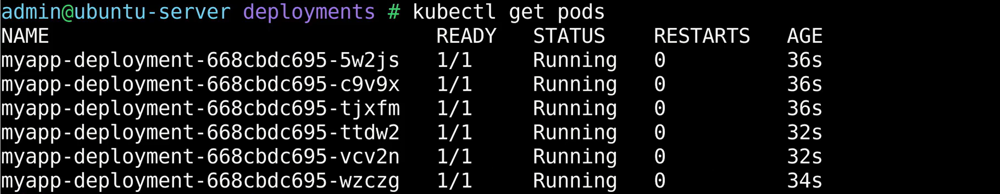 admin@ubuntu-server deployments # kubectl get pods
NAME READY STATUS RESTARTS AGE
myapp-deployment-668cbdc695-5w2js 1/1 Running 0 36s
myapp-deployment-668cbdc695-c9v9x 1/1 Running 0 36s
myapp-deployment-668cbdc695-tjxfm 1/1 Running 0 36s
myapp-deployment-668cbdc695-ttdw2 1/1 Running 0 32s
myapp-deployment-668cbdc695-vcv2n 1/1 Running 0 32s
myapp-deployment-668cbdc695-wzczg 1/1 Running 0 34s